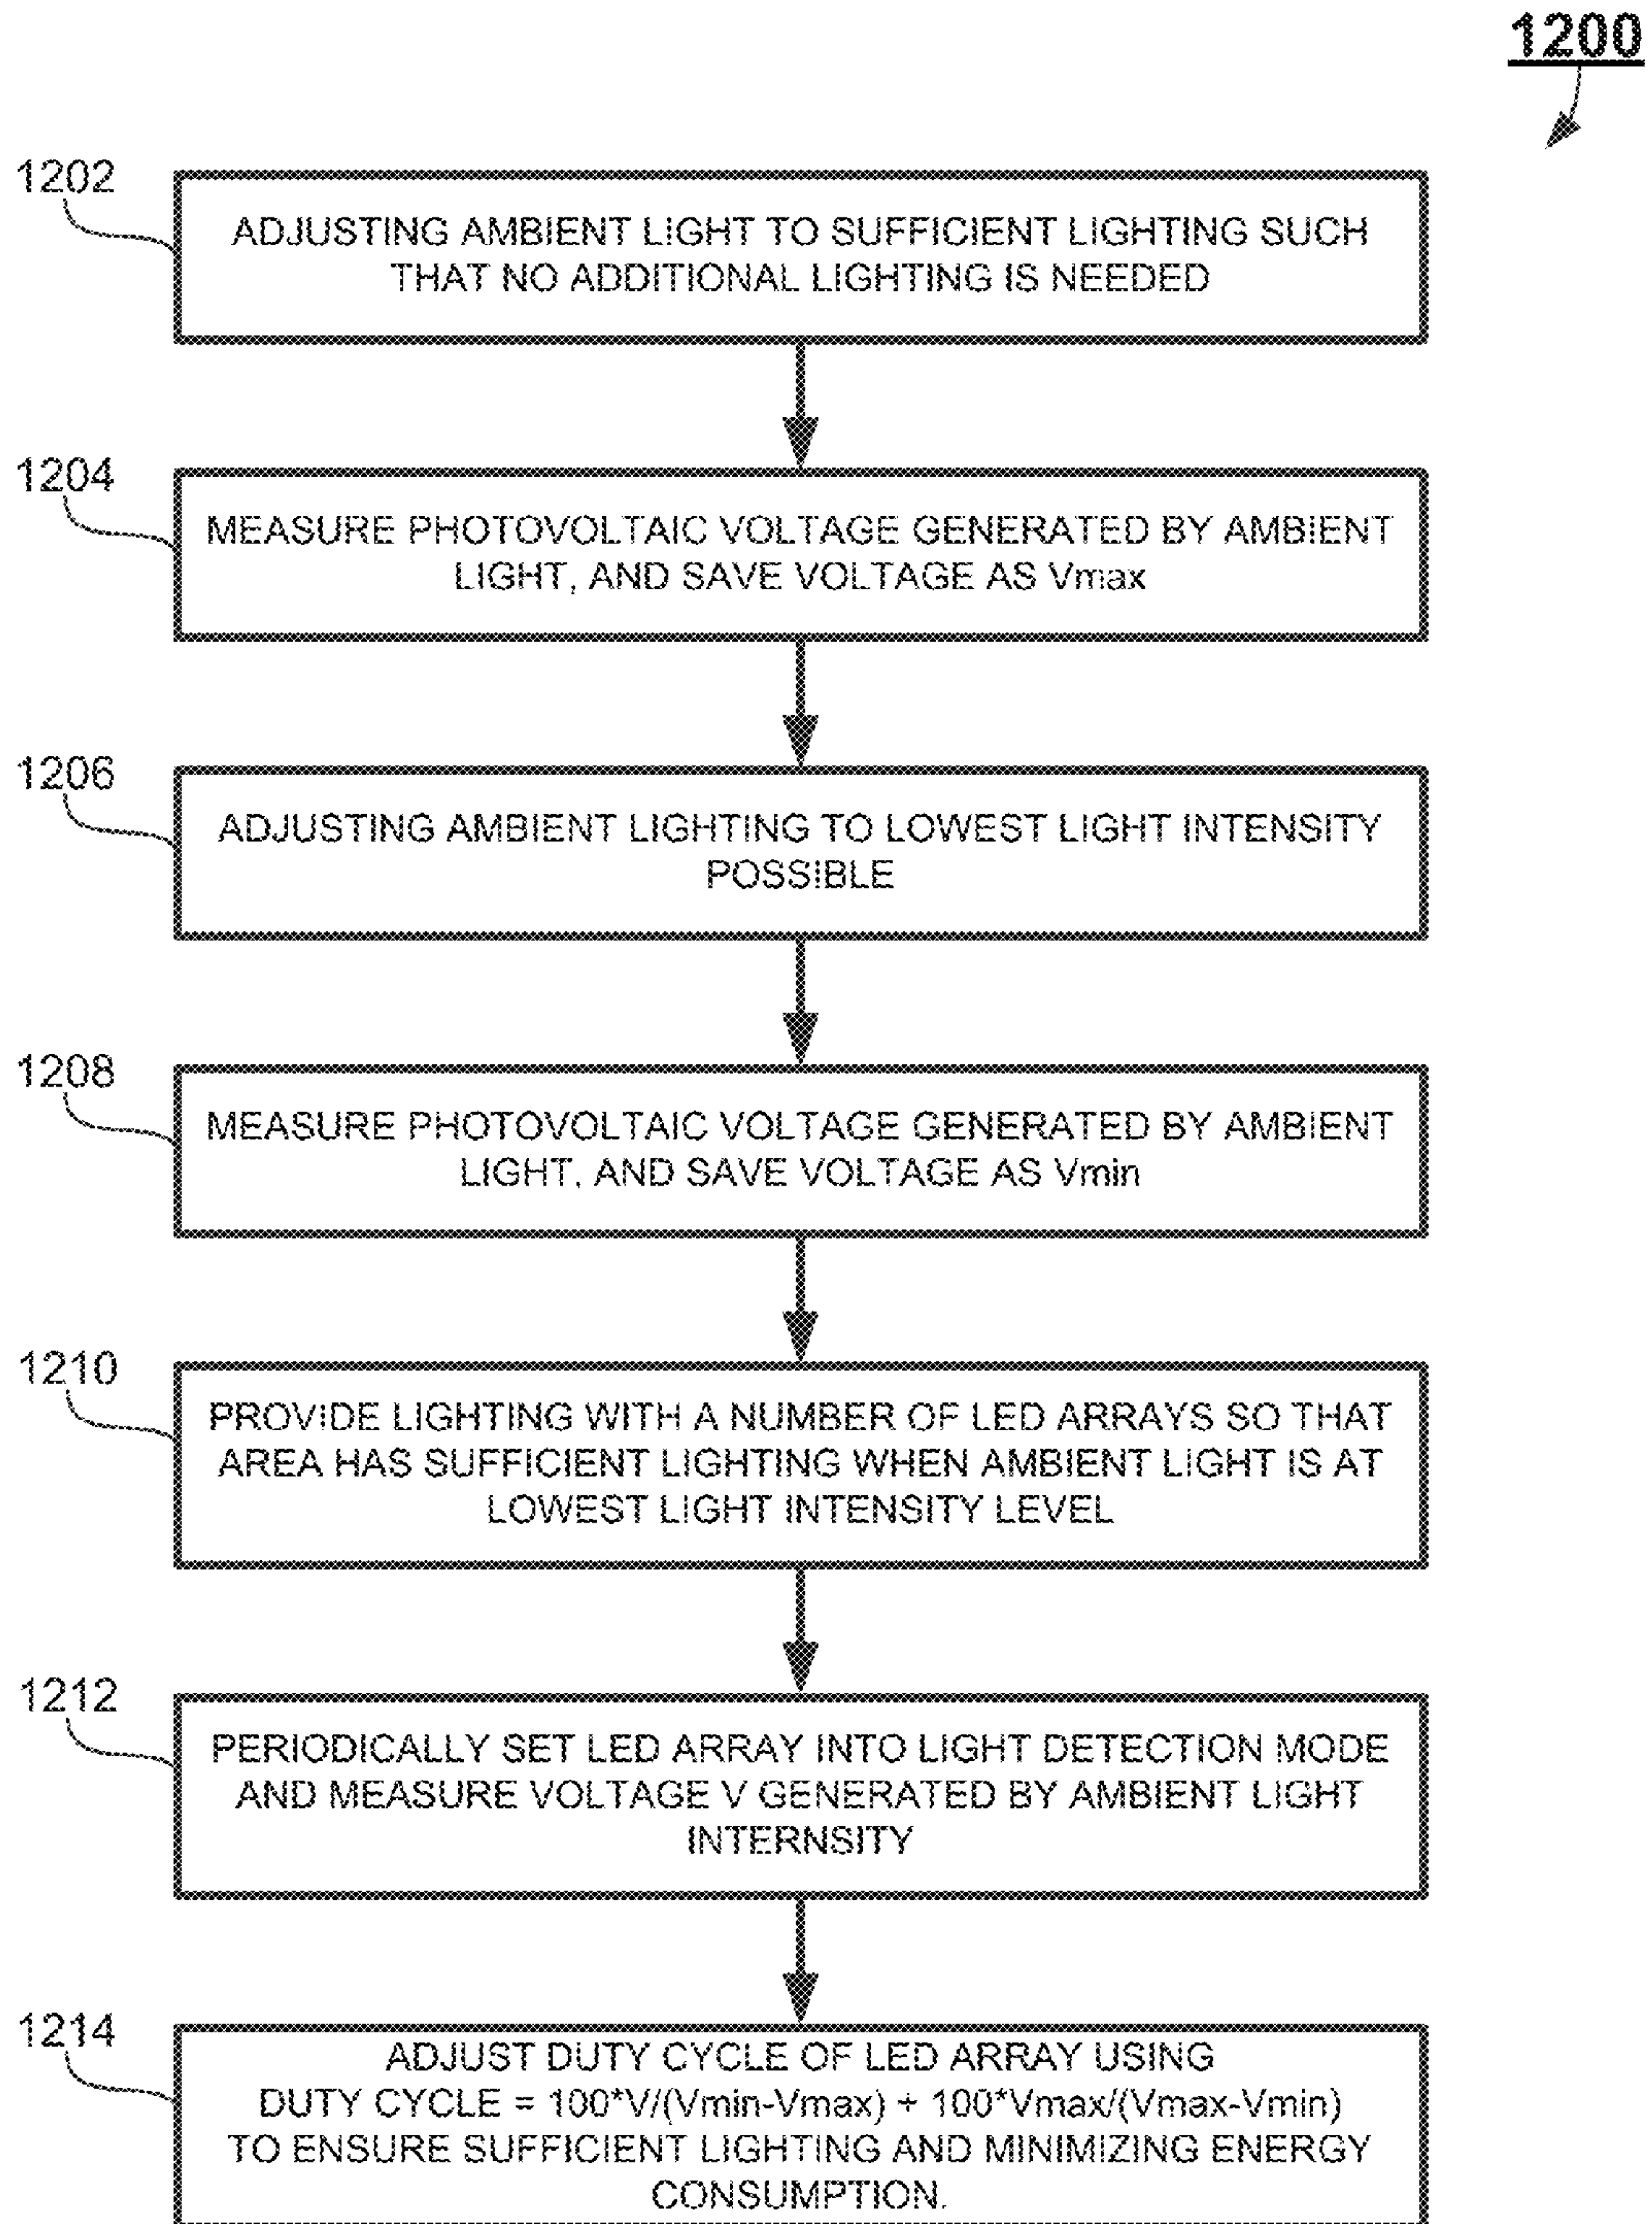 1200
1202
ADJUSTING AMBIENT LIGHT TO SUFFICIENT LIGHTING SUCH
THAT NO ADDITIONAL LIGHTING IS NEEDED
1204
MEASURE PHOTOVOLTAIC VOLTAGE GENERATED BY AMBIENT
LIGHT, AND SAVE VOLTAGE AS Vmax
1206
ADJUSTING AMBIENT LIGHTING TO LOWEST LIGHT INTENSITY
POSSIBLE
1208
MEASURE PHOTOVOLTAIC VOLTAGE GENERATED BY AMBIENT
LIGHT, AND SAVE VOLTAGE AS Vmin
1210
PROVIDE LIGHTING WITH A NUMBER OF LED ARRAYS SO THAT
AREA HAS SUFFICIENT LIGHTING WHEN AMBIENT LIGHT IS AT
LOWEST LIGHT INTENSITY LEVEL
1212
PERIODICALLY SET LED ARRAY INTO LIGHT DETECTION MODE
AND MEASURE VOLTAGE V GENERATED BY AMBIENT LIGHT
INTERNSITY
1214
ADJUST DUTY CYCLE OF LED ARRAY USING
DUTY CYCLE = 100*V/(Vmin-Vmax) + 100*Vmax/(Vmax-Vmin)
TO ENSURE SUFFICIENT LIGHTING AND MINIMIZING ENERGY
CONSUMPTION.